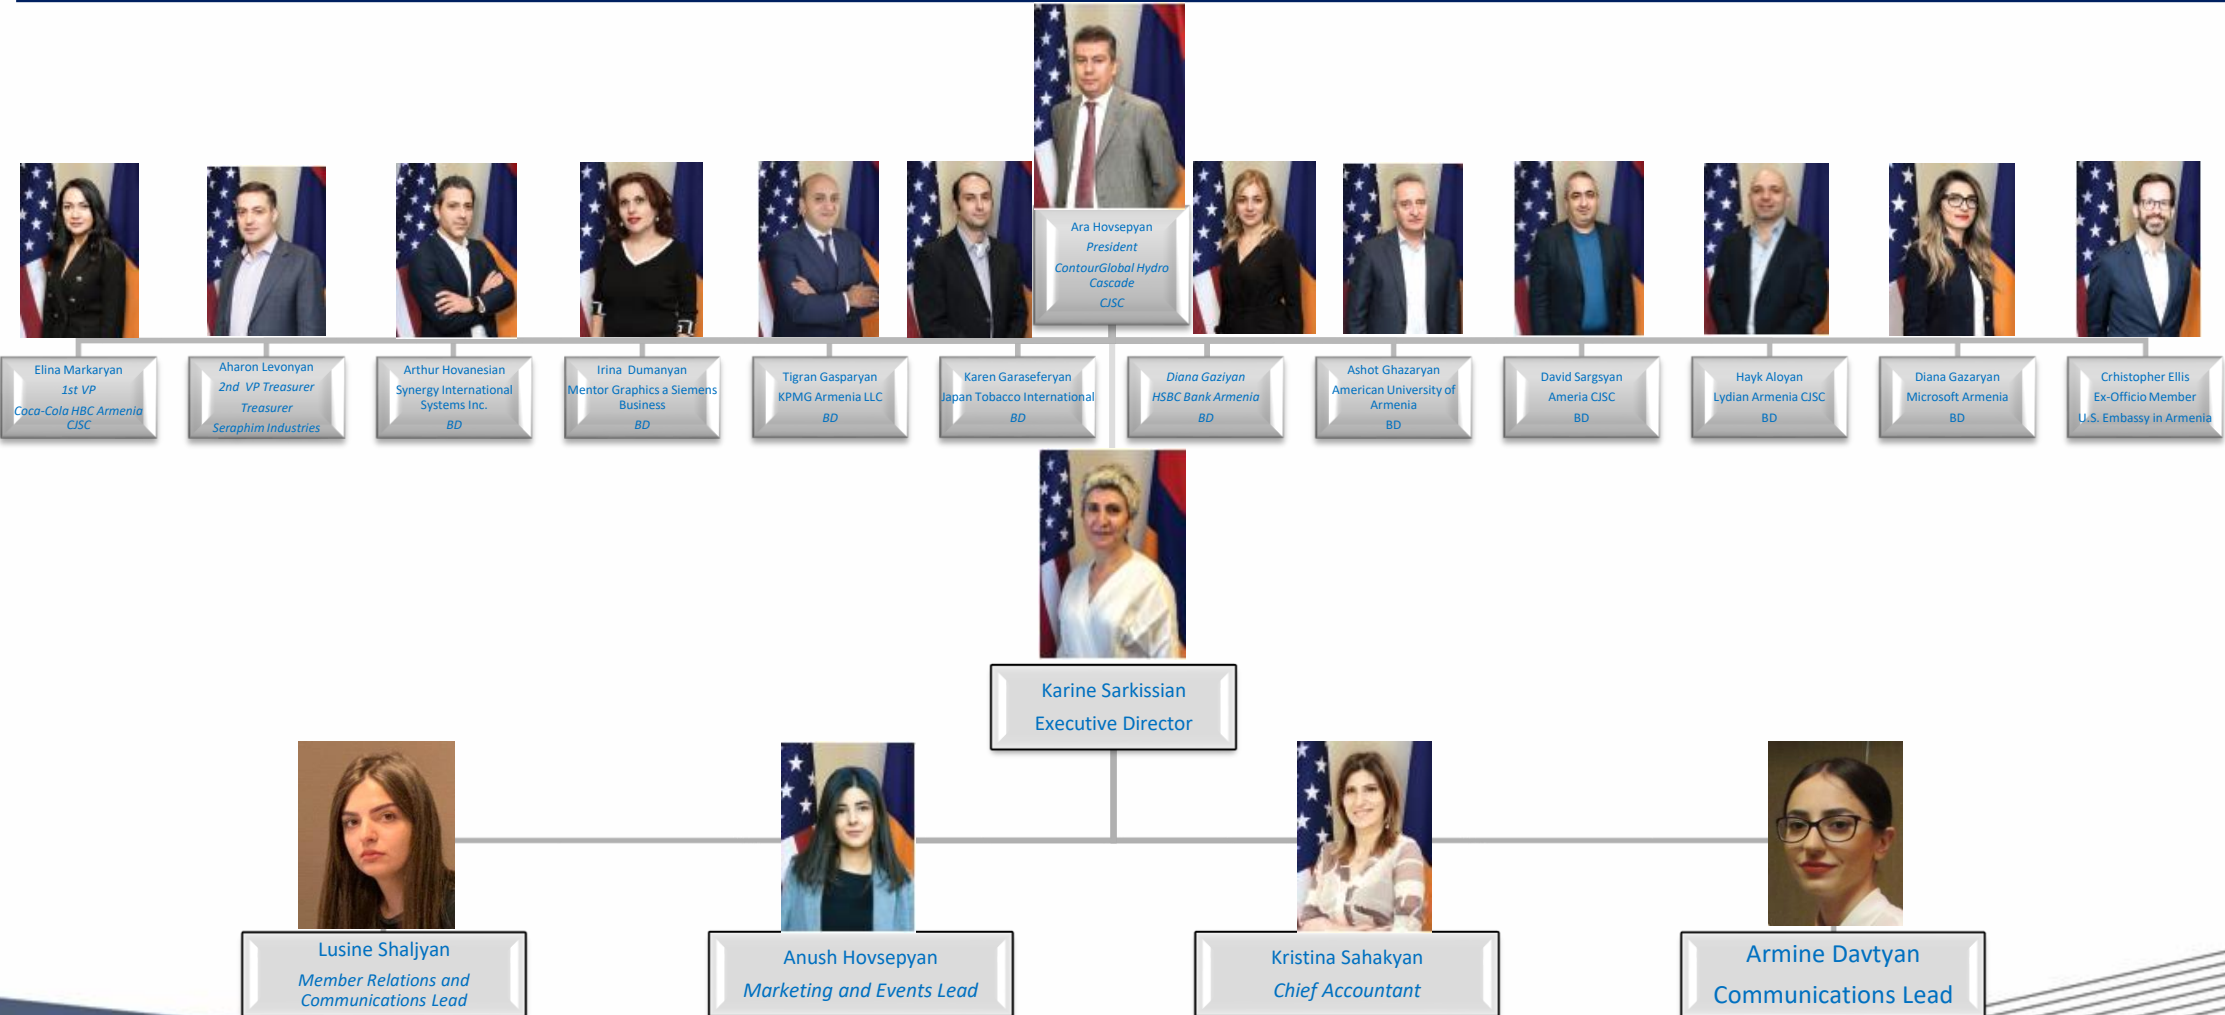 Ara Hovsepyan
President
ContourGlobal Hydro
Cascade
CJSC
Elina Markaryan
1st VP
Coca-Cola HBC Armenia
CJSC
Aharon Levonyan
2nd VP Treasurer
Treasurer
Seraphim Industries
Arthur Hovanesian
Synergy International
Systems Inc.
BD
Irina Dumanyan
Mentor Graphics a Siemens
Business
BD
Tigran Gasparyan
KPMG Armenia LLC
BD
Karen Garaseferyan
Japan Tobacco International
BD
Diana Gaziyan
HSBC Bank Armenia
BD
Ashot Ghazaryan
American University of
Armenia
BD
David Sargsyan
Ameria CJSC
BD
Hayk Aloyan
Lydian Armenia CJSC
BD
Diana Gazaryan
Microsoft Armenia
BD
Crhistopher Ellis
Ex-Officio Member
U.S. Embassy in Armenia
Karine Sarkissian
Executive Director
Lusine Shaljyan
Member Relations and
Communications Lead
Anush Hovsepyan
Marketing and Events Lead
Kristina Sahakyan
Chief Accountant
Armine Davtyan
Communications Lead